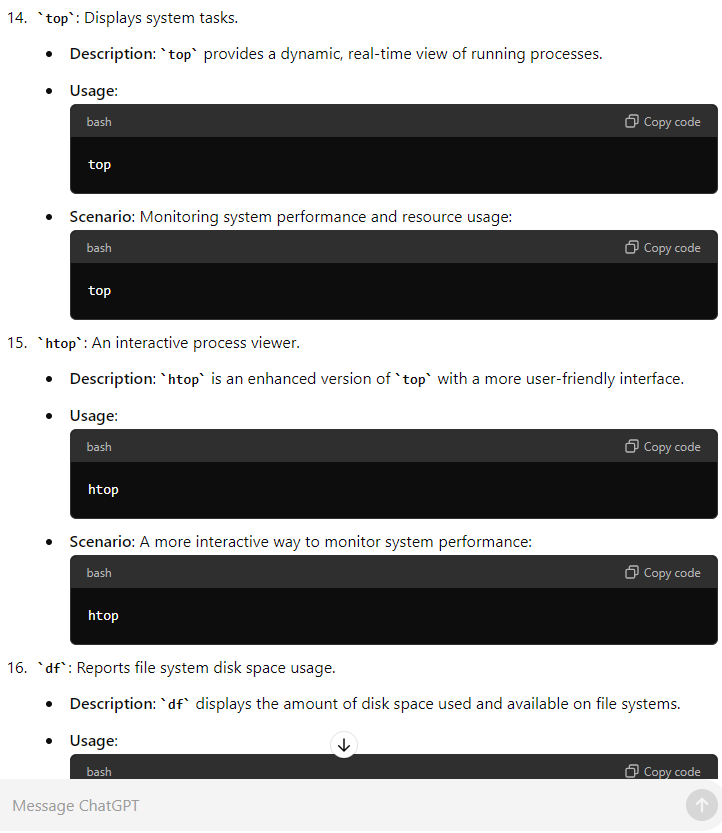 14. `top`: Displays system tasks.
• Description: `top` provides a dynamic, real-time view of running processes.
• Usage:
bash Copy code
top
• Scenario: Monitoring system performance and resource usage:
bash Copy code
top
15. `htop`: An interactive process viewer.
• Description: `htop` is an enhanced version of `top` with a more user-friendly interface.
• Usage:
bash Copy code
htop
• Scenario: A more interactive way to monitor system performance:
bash Copy code
htop
16. `df`: Reports file system disk space usage.
• Description: `df` displays the amount of disk space used and available on file systems.
• Usage:
bash Copy code
Message ChatGPT